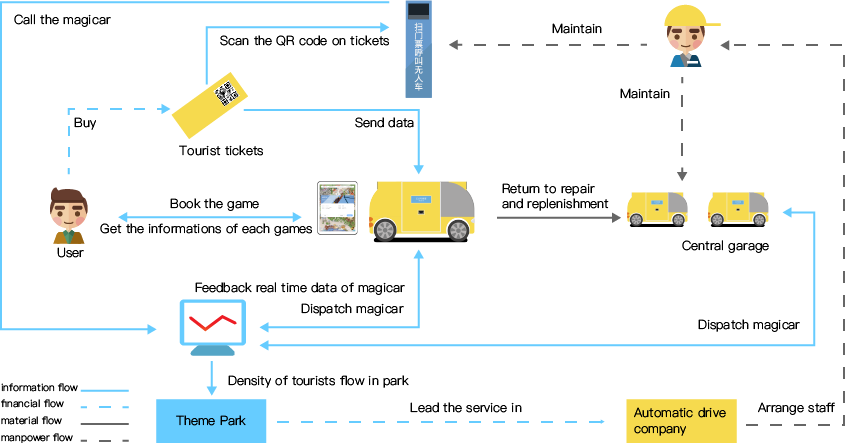 Call the magicar
Scan the QR code on tickets
扫门票呼叫无人车
Maintain
Maintain
Buy
Send data
Tourist tickets
Book the game
Get the informations of each games
User
Return to repair
and replenishment
Central garage
Feedback real time data of magicar
Dispatch magicar
Dispatch magicar
Density of tourists flow in park
information flow
financial flow
material flow
manpower flow
Theme Park
Lead the service in
Automatic drive
company
Arrange staff